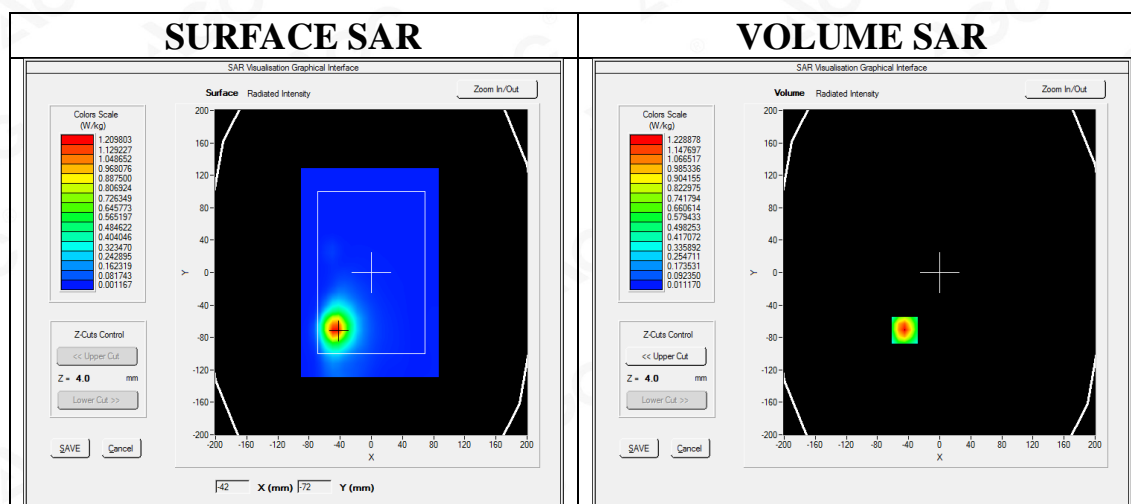 SURFACE SAR
VOLUME SAR
SAR Visualisation Graphical Interface
Surface Radiated Intensity
Zoom In/Out
Colors Scale
(W/kg)
1.209803
1.129227
1.048652
0.968076
0.887500
0.806924
0.726349
0.645773
0.565197
0.484622
0.404046
0.323470
0.242895
0.162319
0.081743
0.001167
200
160
120
80
40
0
-40
-80
-120
-160
-200
Y
-200 -160 -120 -80 -40 0 40 80 120 160 200
X
Z-Cuts Control
<< Upper Cut
Z = 4.0 mm
Lower Cut >>
SAVE Cancel
-42 X (mm) -72 Y (mm)
SAR Visualisation Graphical Interface
Volume Radiated Intensity
Zoom In/Out
Colors Scale
(W/kg)
1.228878
1.147697
1.066517
0.985336
0.904155
0.822975
0.741794
0.660614
0.579433
0.498253
0.417072
0.335892
0.254711
0.173531
0.092350
0.011170
200
160
120
80
40
0
-40
-80
-120
-160
-200
Y
-200 -160 -120 -80 -40 0 40 80 120 160 200
X
Z-Cuts Control
<< Upper Cut
Z = 4.0 mm
Lower Cut >>
SAVE Cancel